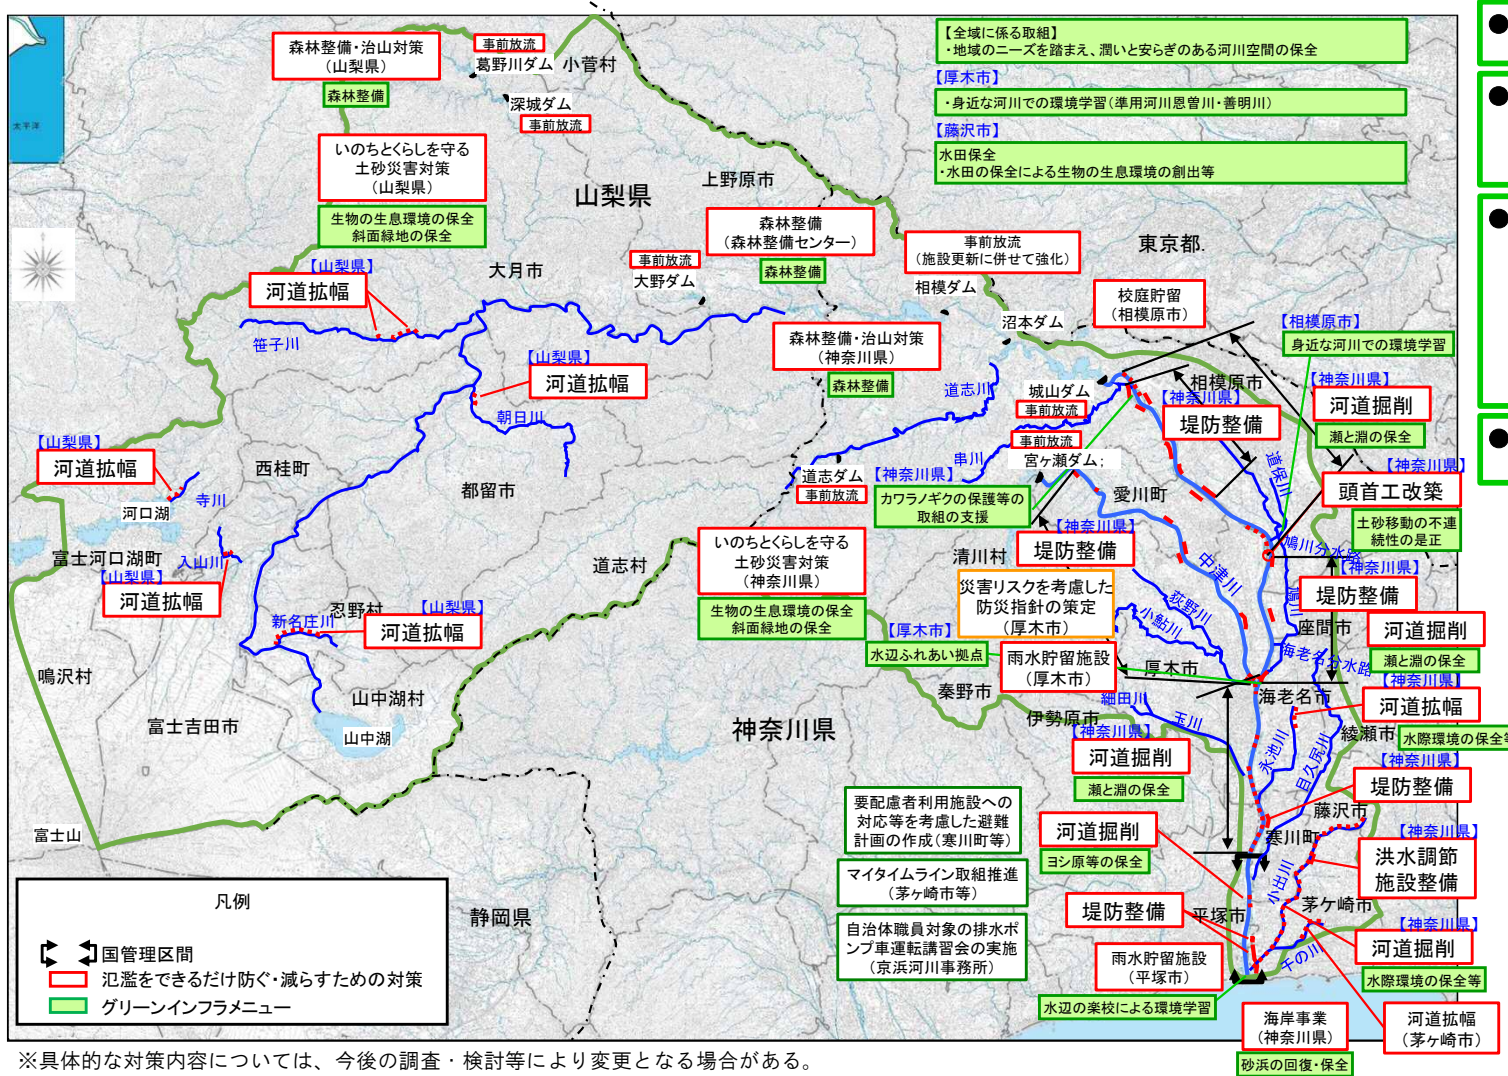 太平洋
森林整備・治山対策
(山梨県)
森林整備
事前放流
葛野川ダム
小菅村
深城ダム
事前放流
いのちとくらしを守る
土砂災害対策
(山梨県)
生物の生息環境の保全
斜面緑地の保全
【全域に係る取組】
・地域のニーズを踏まえ、潤いと安らぎのある河川空間の保全
【厚木市】
・身近な河川での環境学習(準用河川恩曽川・善明川)
【藤沢市】
水田保全
・水田の保全による生物の生息環境の創出等
山梨県
上野原市
森林整備
(森林整備センター)
森林整備
事前放流
(施設更新に併せて強化)
相模ダム
東京都.
【山梨県】
河道拡幅
大月市
事前放流
大野ダム
笹子川
校庭貯留
(相模原市)
沼本ダム
【相模原市】
身近な河川での環境学習
森林整備・治山対策
(神奈川県)
森林整備
【山梨県】
河道拡幅
朝日川
道志川
城山ダム
事前放流
相模原市
【神奈川県】
堤防整備
【神奈川県】
河道掘削
瀬と淵の保全
【山梨県】
河道拡幅
寺川
河口湖
西桂町
都留市
道志ダム
事前放流
串川
事前放流
宮ヶ瀬ダム;
【神奈川県】
カワラノギクの保護等の
取組の支援
愛川町
道保川
【神奈川県】
頭首工改築
土砂移動の不連
続性の是正
富士河口湖町
【山梨県】
河道拡幅
入山川
道志村
いのちとくらしを守る
土砂災害対策
(神奈川県)
生物の生息環境の保全
斜面緑地の保全
【神奈川県】
堤防整備
清川村
中津川
鳩川分水路
鳩川
【神奈川県】
堤防整備
災害リスクを考慮した
防災指針の策定
(厚木市)
荻野川
小鮎川
忍野村
新名庄川
【山梨県】
河道拡幅
【厚木市】
水辺ふれあい拠点
雨水貯留施設
(厚木市)
厚木市
座間市
河道掘削
瀬と淵の保全
海老名分水路
鳴沢村
山中湖村
富士吉田市
山中湖
神奈川県
秦野市
伊勢原市
細田川
玉川
海老名市
【神奈川県】
河道拡幅
綾瀬市
水際環境の保全等
【神奈川県】
河道掘削
瀬と淵の保全
永池川
目久尻川
【神奈川県】
堤防整備
藤沢市
富士山
要配慮者利用施設への
対応等を考慮した避難
計画の作成(寒川町等)
マイタイムライン取組推進
(茅ヶ崎市等)
自治体職員対象の排水ポ
ンプ車運転講習会の実施
(京浜河川事務所)
河道掘削
ヨシ原等の保全
寒川町
【神奈川県】
洪水調節
施設整備
小出川
静岡県
堤防整備
平塚市
茅ケ崎市
【神奈川県】
河道掘削
水際環境の保全等
千の川
雨水貯留施設
(平塚市)
水辺の楽校による環境学習
海岸事業
(神奈川県)
砂浜の回復・保全
河道拡幅
(茅ヶ崎市)
凡例
国管理区間
氾濫をできるだけ防ぐ・減らすための対策
グリーンインフラメニュー
※具体的な対策内容については、今後の調査・検討等により変更となる場合がある。